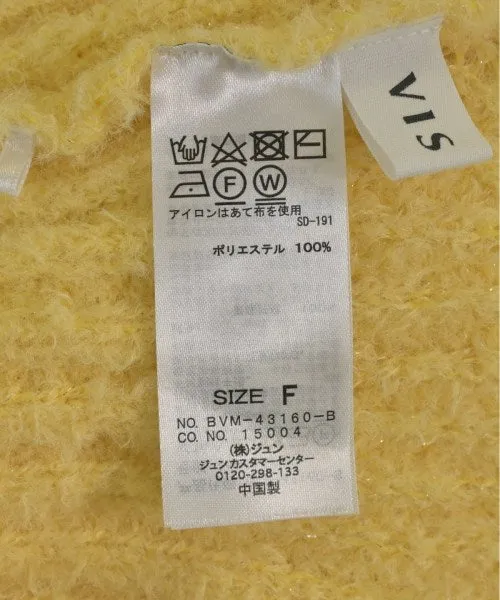 VIS
F
W
アイロンはあて布を使用
SD-191
ポリエステル 100%
SIZE F
NO. BVM-43160-B
CO. NO. 15004
(株)ジュン
ジュンカスタマーセンター
0120-298-133
中国製